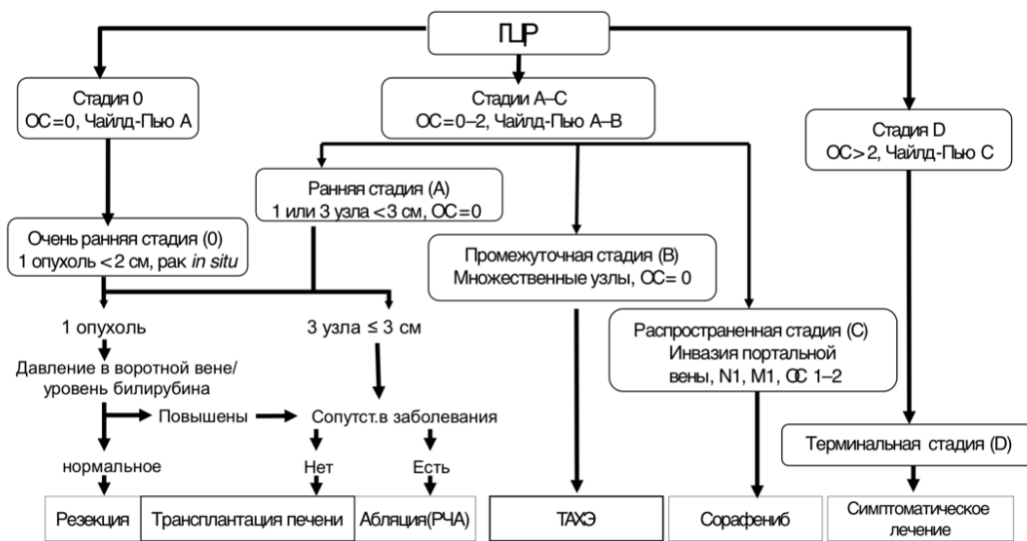 ГЦР
Стадия 0
ОС=0, Чайлд-Пью А
Стадии А–С
ОС=0–2, Чайлд-Пью А–В
Стадия D
ОС>2, Чайлд-Пью С
Ранняя стадия (А)
1 или 3 узла <3 см, ОС=0
Очень ранняя стадия (0)
1 опухоль <2 см, рак in situ
Промежуточная стадия (В)
Множественные узлы, ОС= 0
1 опухоль
3 узла ≤ 3 см
Распространенная стадия (С)
Инвазия портальной
вены, N1, M1, ОС 1–2
Давление в воротной вене/
уровень билирубина
Повышены
Сопутст.в заболевания
Терминальная стадия (D)
нормальное
Нет
Есть
Резекция
Трансплантация печени
Абляция(РЧА)
ТАХЭ
Сорафениб
Симптоматическое
лечение